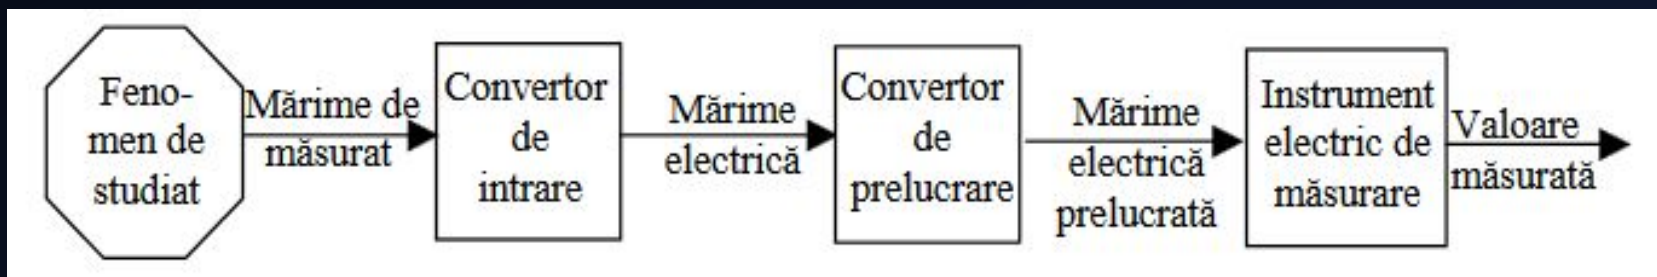 Feno-
men de
studiat
Mărime de
măsurat
Convertor
de
intrare
Mărime
electrică
Convertor
de
prelucrare
Mărime
electrică
prelucrată
Instrument
electric de
măsurare
Valoare
măsurată